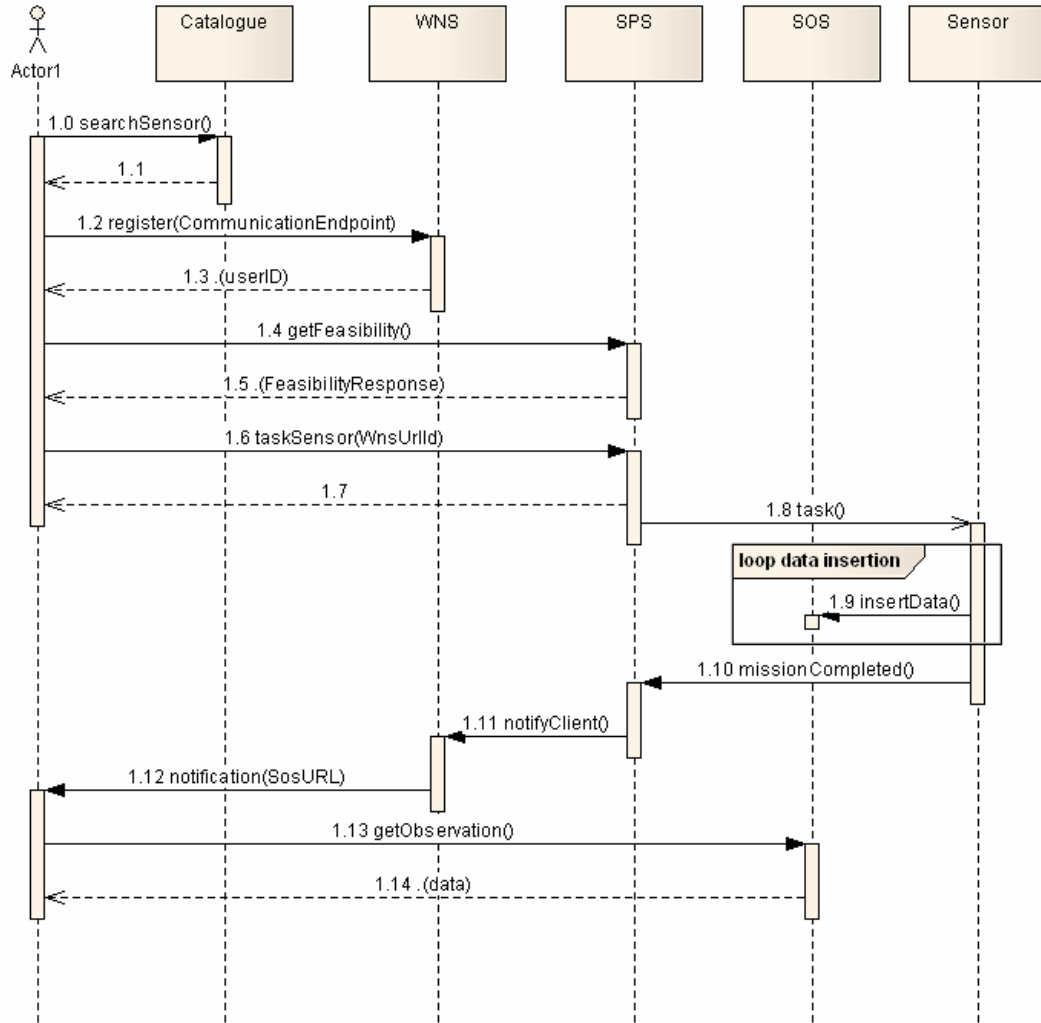 Catalogue
WNS
SPS
SOS
Sensor
Actor1
1.0 searchSensor()
1.1
1.2 register(CommunicationEndpoint)
1.3 .(userID)
1.4 getFeasibility()
1.5 .(FeasibilityResponse)
1.6 taskSensor(WnsUrlId)
1.7
1.8 task()
loop data insertion
1.9 insertData()
1.10 missionCompleted()
1.11 notifyClient()
1.12 notification(SosURL)
1.13 getObservation()
1.14 .(data)